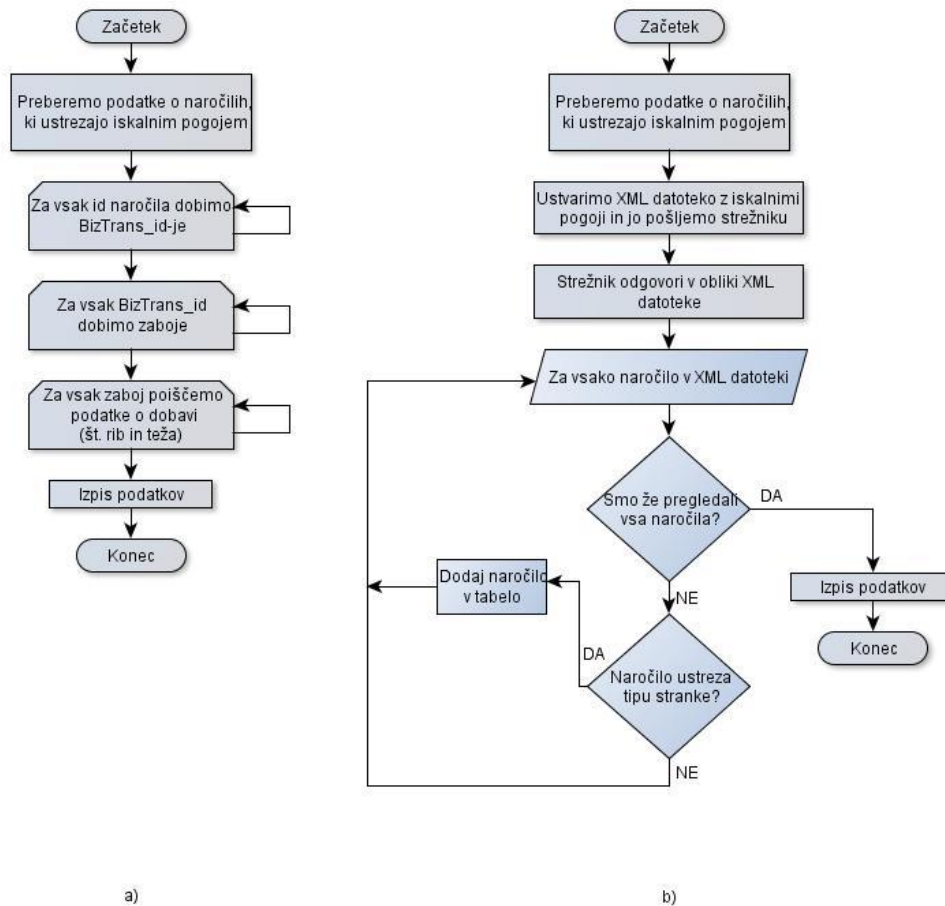 Začetek
Preberemo podatke o naročilih,
ki ustrezajo iskalnim pogojem
Za vsak id naročila dobimo
BizTrans_id-je
Za vsak BizTrans_id
dobimo zaboje
Za vsak zaboj poiščemo
podatke o dobavi
(št. rib in teža)
Izpis podatkov
Konec
a)
Začetek
Preberemo podatke o naročilih,
ki ustrezajo iskalnim pogojem
Ustvarimo XML datoteko z iskalnimi
pogoji in jo pošljemo strežniku
Strežnik odgovori v obliki XML
datoteke
Za vsako naročilo v XML datoteki
Smo že pregledali
vsa naročila?
DA
Izpis podatkov
Konec
NE
Naročilo ustreza
tipu stranke?
DA
Dodaj naročilo
v tabelo
NE
b)